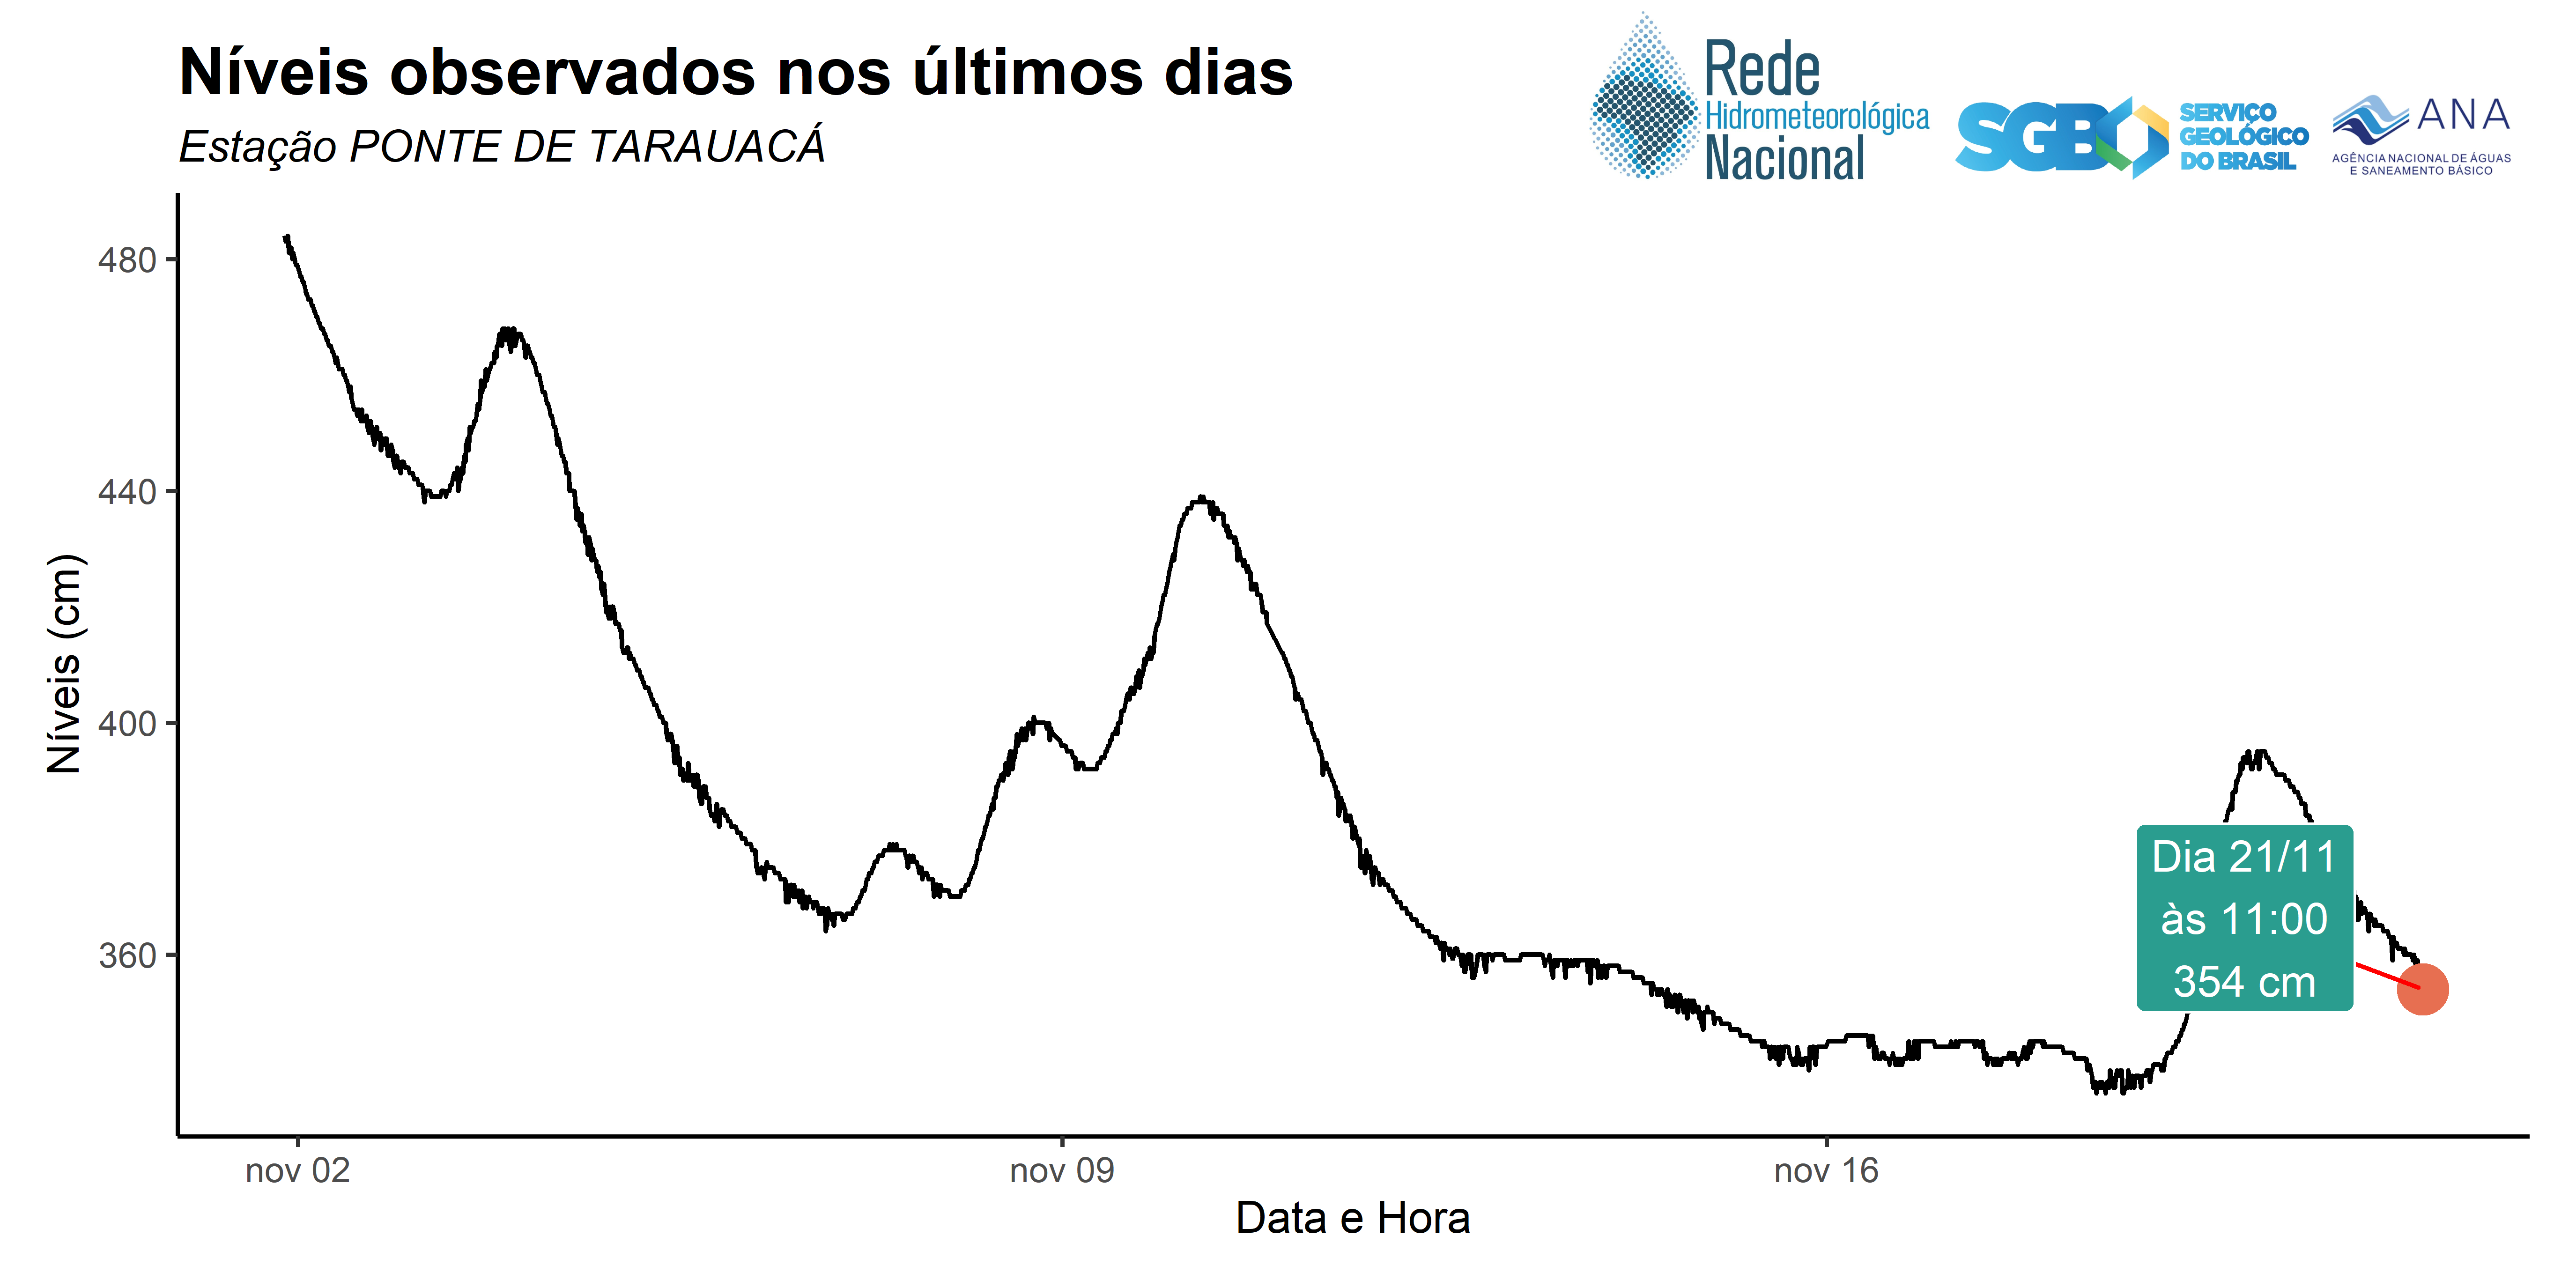 Níveis observados nos últimos dias
Estação PONTE DE TARAUACÁ
Rede
Hidrometeorológica
Nacional
SGB
SERVIÇO
GEOLÓGICO
DO BRASIL
ANA
AGÊNCIA NACIONAL DE ÁGUAS
E SANEAMENTO BÁSICO
Níveis (cm)
480
440
400
360
Dia 21/11
às 11:00
354 cm
nov 02
nov 09
nov 16
Data e Hora